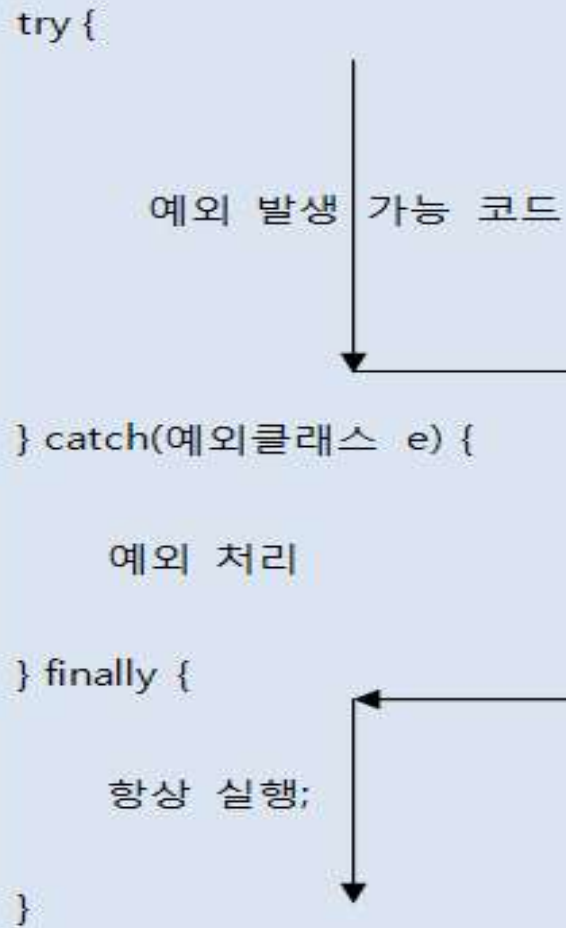 try {
예외 발생 가능 코드
} catch(예외클래스 e) {
예외 처리
} finally {
항상 실행;
}